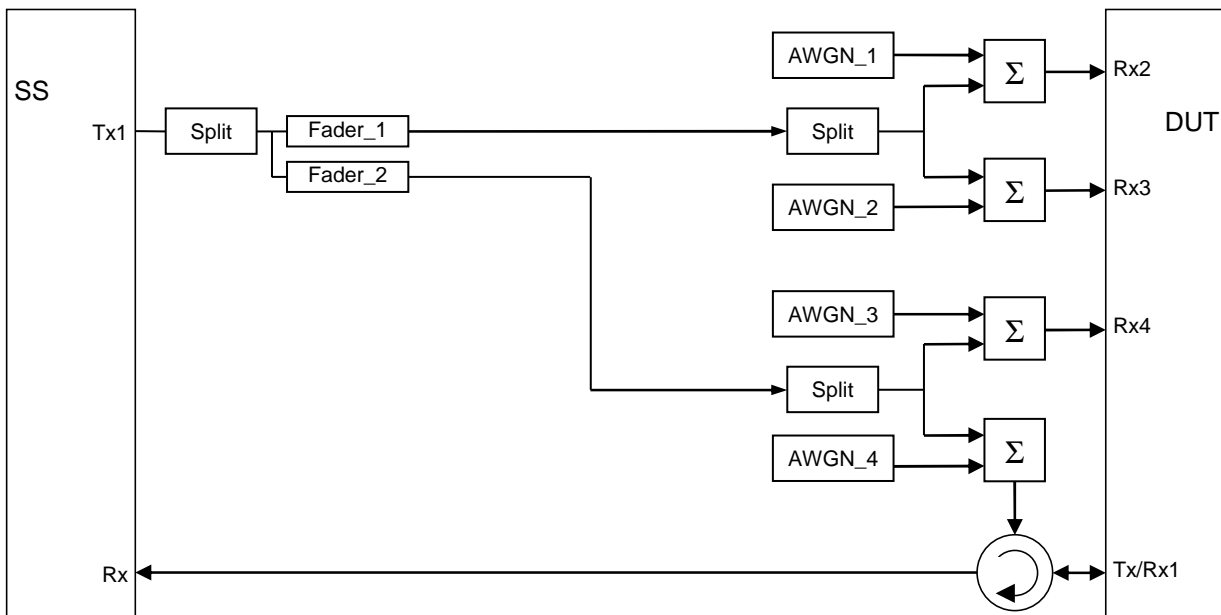 SS
Tx1
Split
Fader_1
Fader_2
AWGN_1
Split
AWGN_2
Σ
Σ
Rx2
Rx3
DUT
AWGN_3
Split
AWGN_4
Σ
Σ
Rx4
Rx
Tx/Rx1